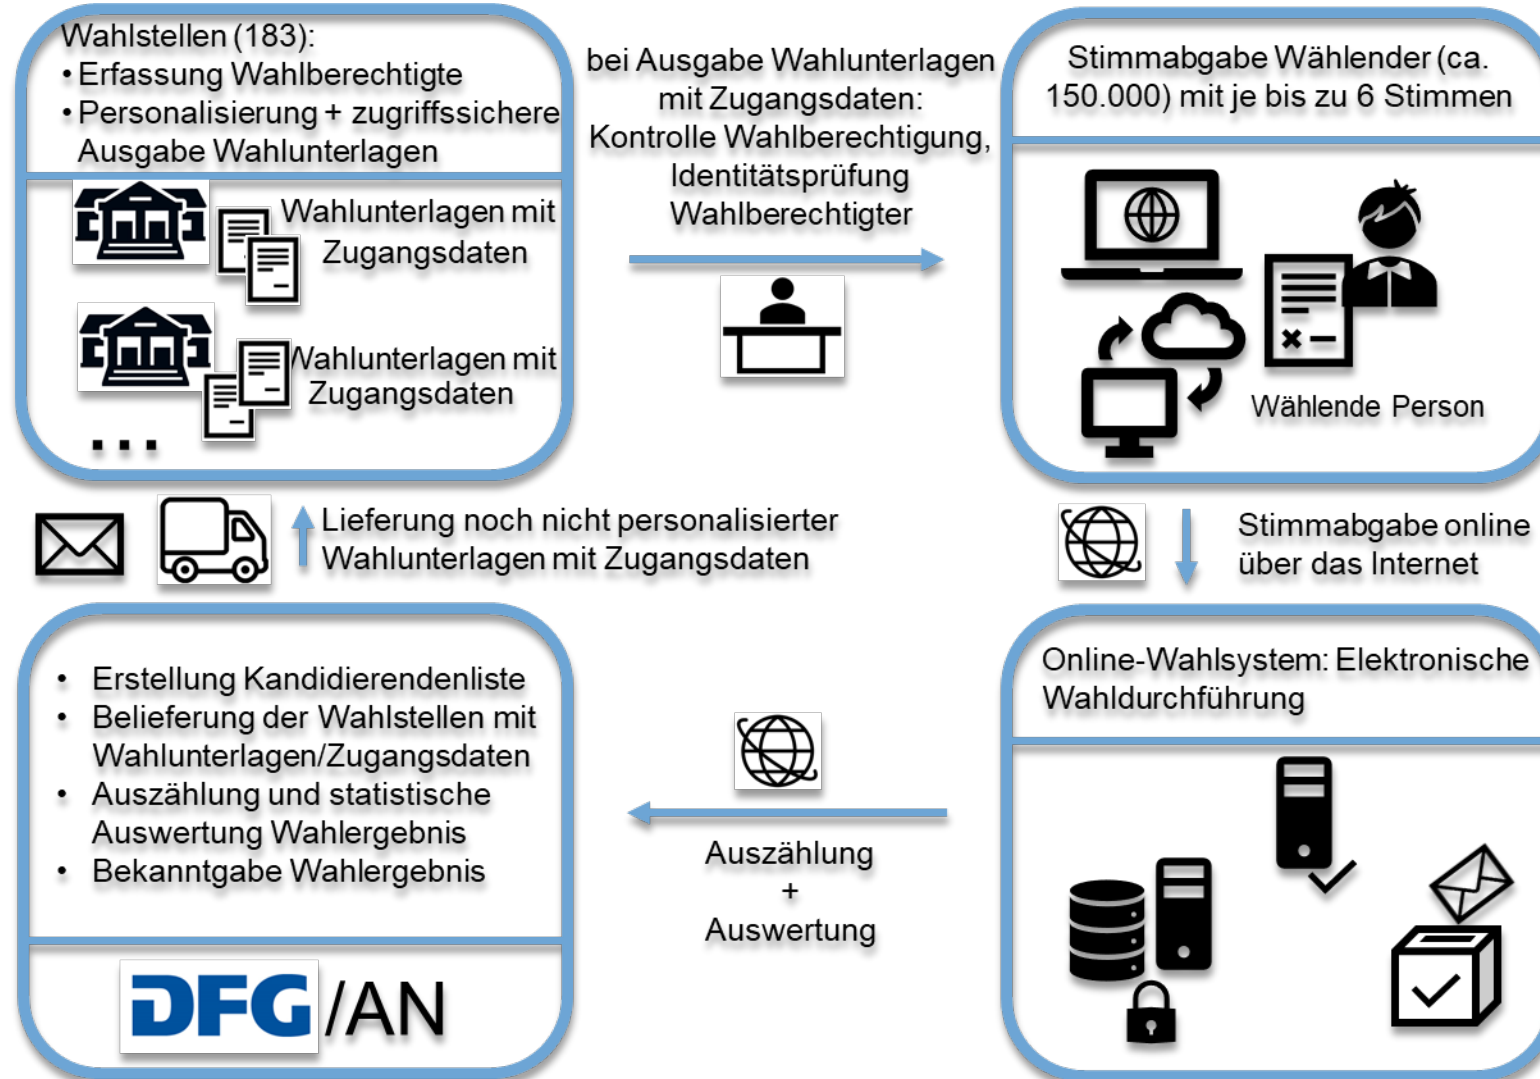 Wahlstellen (183):
• Erfassung Wahlberechtigte
• Personalisierung + zugriffssichere
Ausgabe Wahlunterlagen
Wahlunterlagen mit
Zugangsdaten
Wahlunterlagen mit
Zugangsdaten
...
bei Ausgabe Wahlunterlagen
mit Zugangsdaten:
Kontrolle Wahlberechtigung,
Identitätsprüfung
Wahlberechtigter
Stimmabgabe Wählender (ca.
150.000) mit je bis zu 6 Stimmen
Wählende Person
Lieferung noch nicht personalisierter
Wahlunterlagen mit Zugangsdaten
Stimmabgabe online
über das Internet
• Erstellung Kandidierendenliste
• Belieferung der Wahlstellen mit
Wahlunterlagen/Zugangsdaten
• Auszählung und statistische
Auswertung Wahlergebnis
• Bekanntgabe Wahlergebnis
DFG/AN
Auszählung
+
Auswertung
Online-Wahlsystem: Elektronische
Wahldurchführung